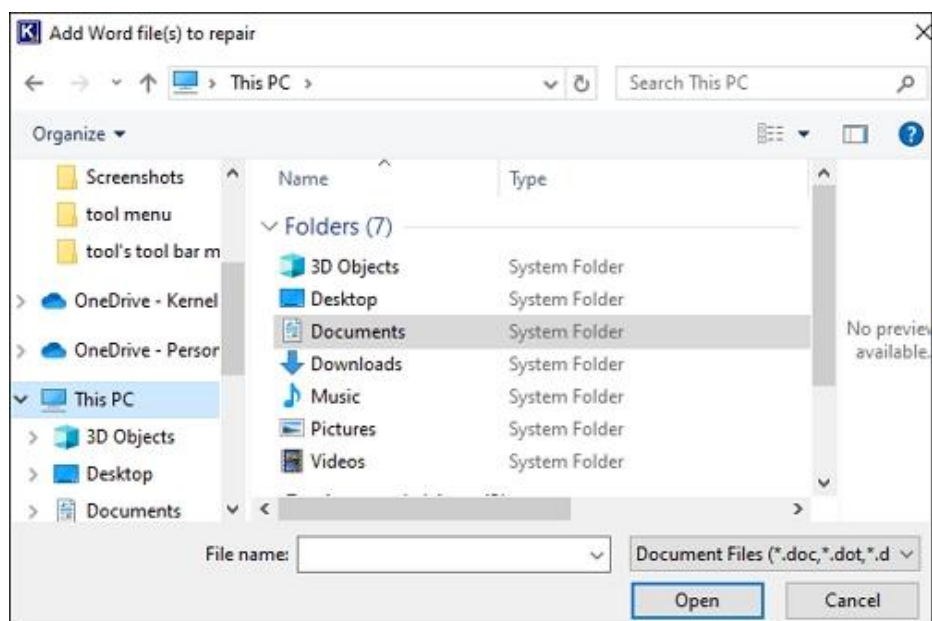 K Add Word file(s) to repair
This PC
Search This PC
Organize
?
Screenshots
tool menu
tool's tool bar m
OneDrive - Kernel
OneDrive - Person
This PC
3D Objects
Desktop
Documents
Name Type
Folders (7)
3D Objects System Folder
Desktop System Folder
Documents System Folder
Downloads System Folder
Music System Folder
Pictures System Folder
Videos System Folder
No preview
available.
File name:
Document Files (*.doc,*.dot,*.d
Open Cancel